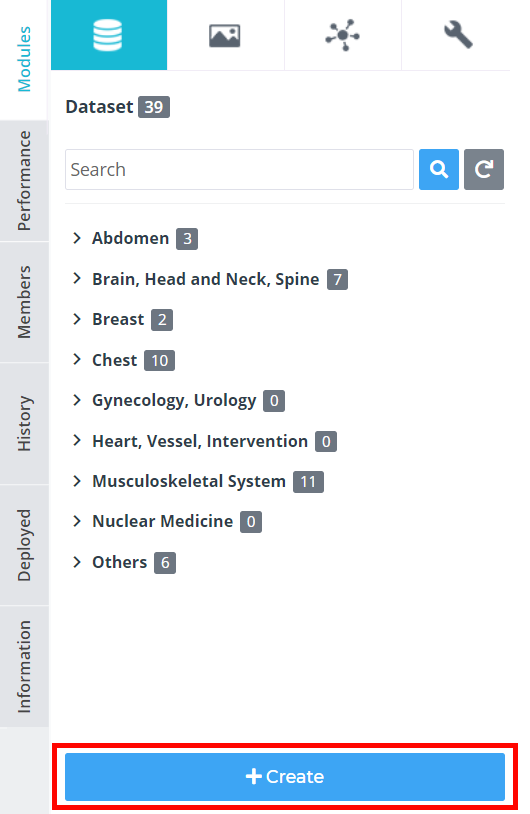 Modules
Performance
Members
History
Deployed
Information
Dataset 39
Search
Abdomen 3
Brain, Head and Neck, Spine 7
Breast 2
Chest 10
Gynecology, Urology 0
Heart, Vessel, Intervention 0
Musculoskeletal System 11
Nuclear Medicine 0
Others 6
Create